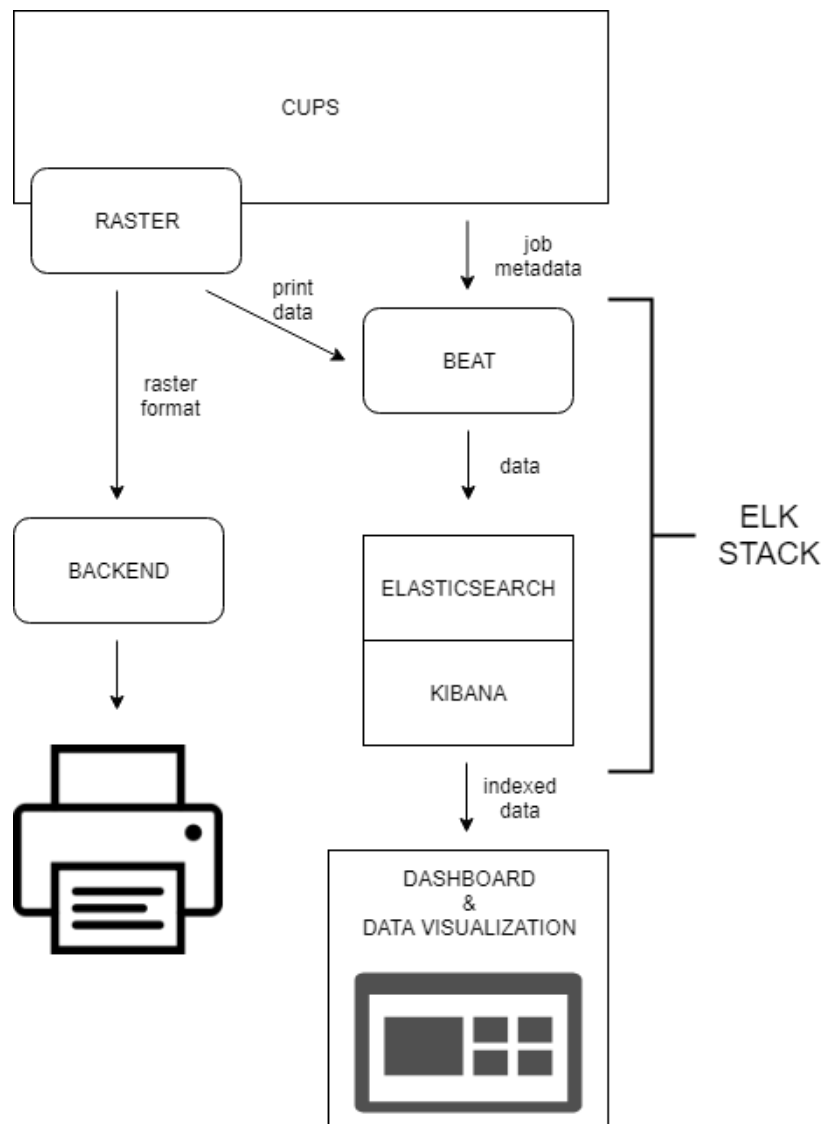 CUPS
RASTER
job
metadata
print
data
BEAT
raster
format
data
ELK
STACK
BACKEND
ELASTICSEARCH
KIBANA
indexed
data
DASHBOARD
&
DATA VISUALIZATION